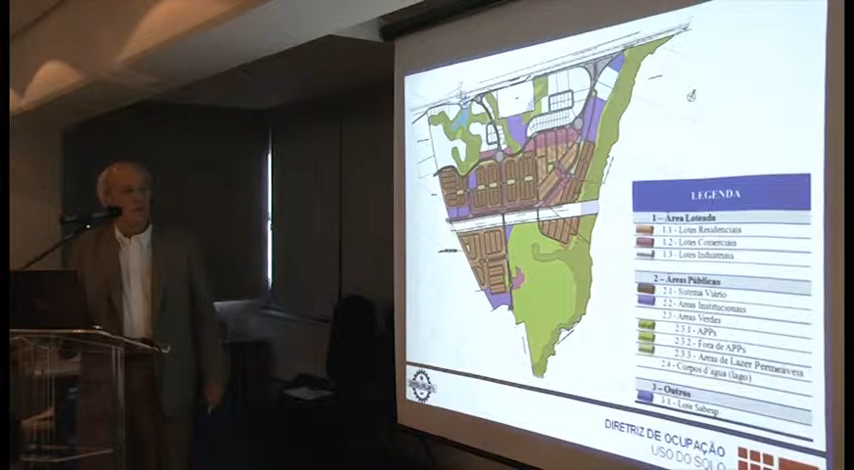 LEGENDA
1 – Área Loteada
1.1 - Lotes Residenciais
1.2 - Lotes Comerciais
1.3 - Lotes Industriais
2 – Áreas Públicas
2.1 - Sistema Viário
2.2 - Áreas Institucionais
2.3 - Áreas Verdes
2.3.1 - APPs
2.3.2 - Fora de APPs
2.3.3 - Áreas de Lazer Permeáveis
2.4 - Corpos d'água (lago)
3 – Outros
3.1 - Lote Sabesp
DIRETRIZ DE OCUPAÇÃO
USO DO SOLO